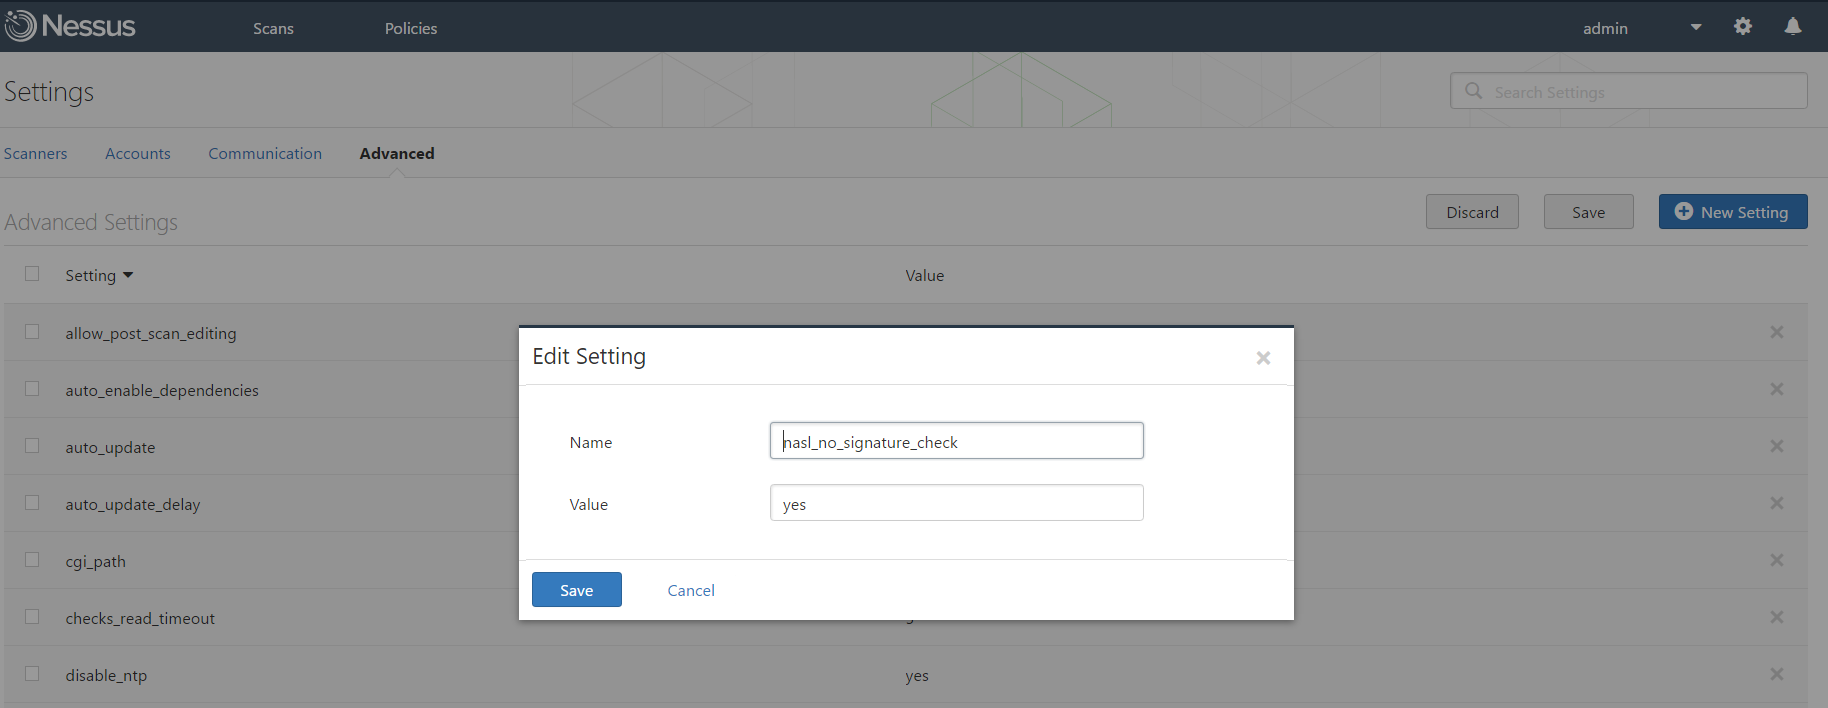 Nessus Scans Policies admin
Settings Search Settings
Scanners Accounts Communication Advanced
Advanced Settings Discard Save New Setting
Setting Value
allow_post_scan_editing
auto_enable_dependencies
auto_update
auto_update_delay
cgi_path
checks_read_timeout
disable_ntp yes
Edit Setting
Name nasl_no_signature_check
Value yes
Save Cancel